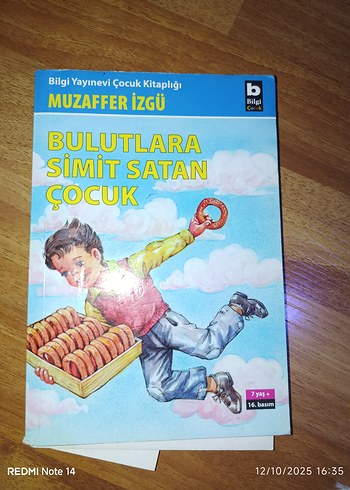 Bilgi Yayınevi Çocuk Kitaplığı
MUZAFFER İZGÜ
b
Bilgi
Çocuk
BULUTLARA
SİMİT SATAN
ÇOCUK
7 yaş +
16. basım
REDMI Note 14
12/10/2025 16:35